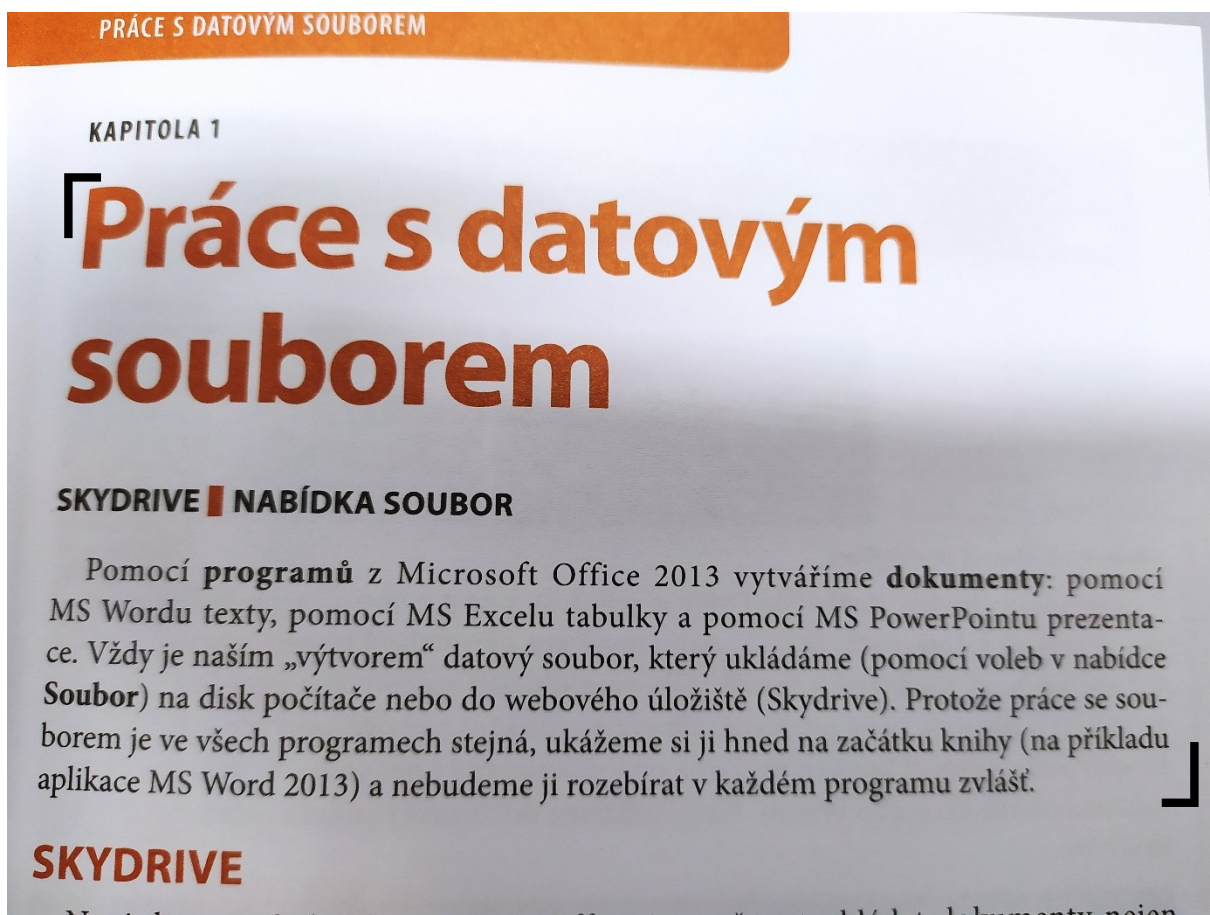 PRÁCE S DATOVÝM SOUBOREM
KAPITOLA 1
Práce s datovým
souborem
SKYDRIVE NABÍDKA SOUBOR
Pomocí programů z Microsoft Office 2013 vytváříme dokumenty: pomocí
MS Wordu texty, pomocí MS Excelu tabulky a pomocí MS PowerPointu prezenta-
ce. Vždy je naším „výtvorem“ datový soubor, který ukládáme (pomocí voleb v nabídce
Soubor) na disk počítače nebo do webového úložiště (Skydrive). Protože práce se sou-
borem je ve všech programech stejná, ukážeme si ji hned na začátku knihy (na příkladu
aplikace MS Word 2013) a nebudeme ji rozebírat v každém programu zvlášť.
SKYDRIVE
dokumenty nejen